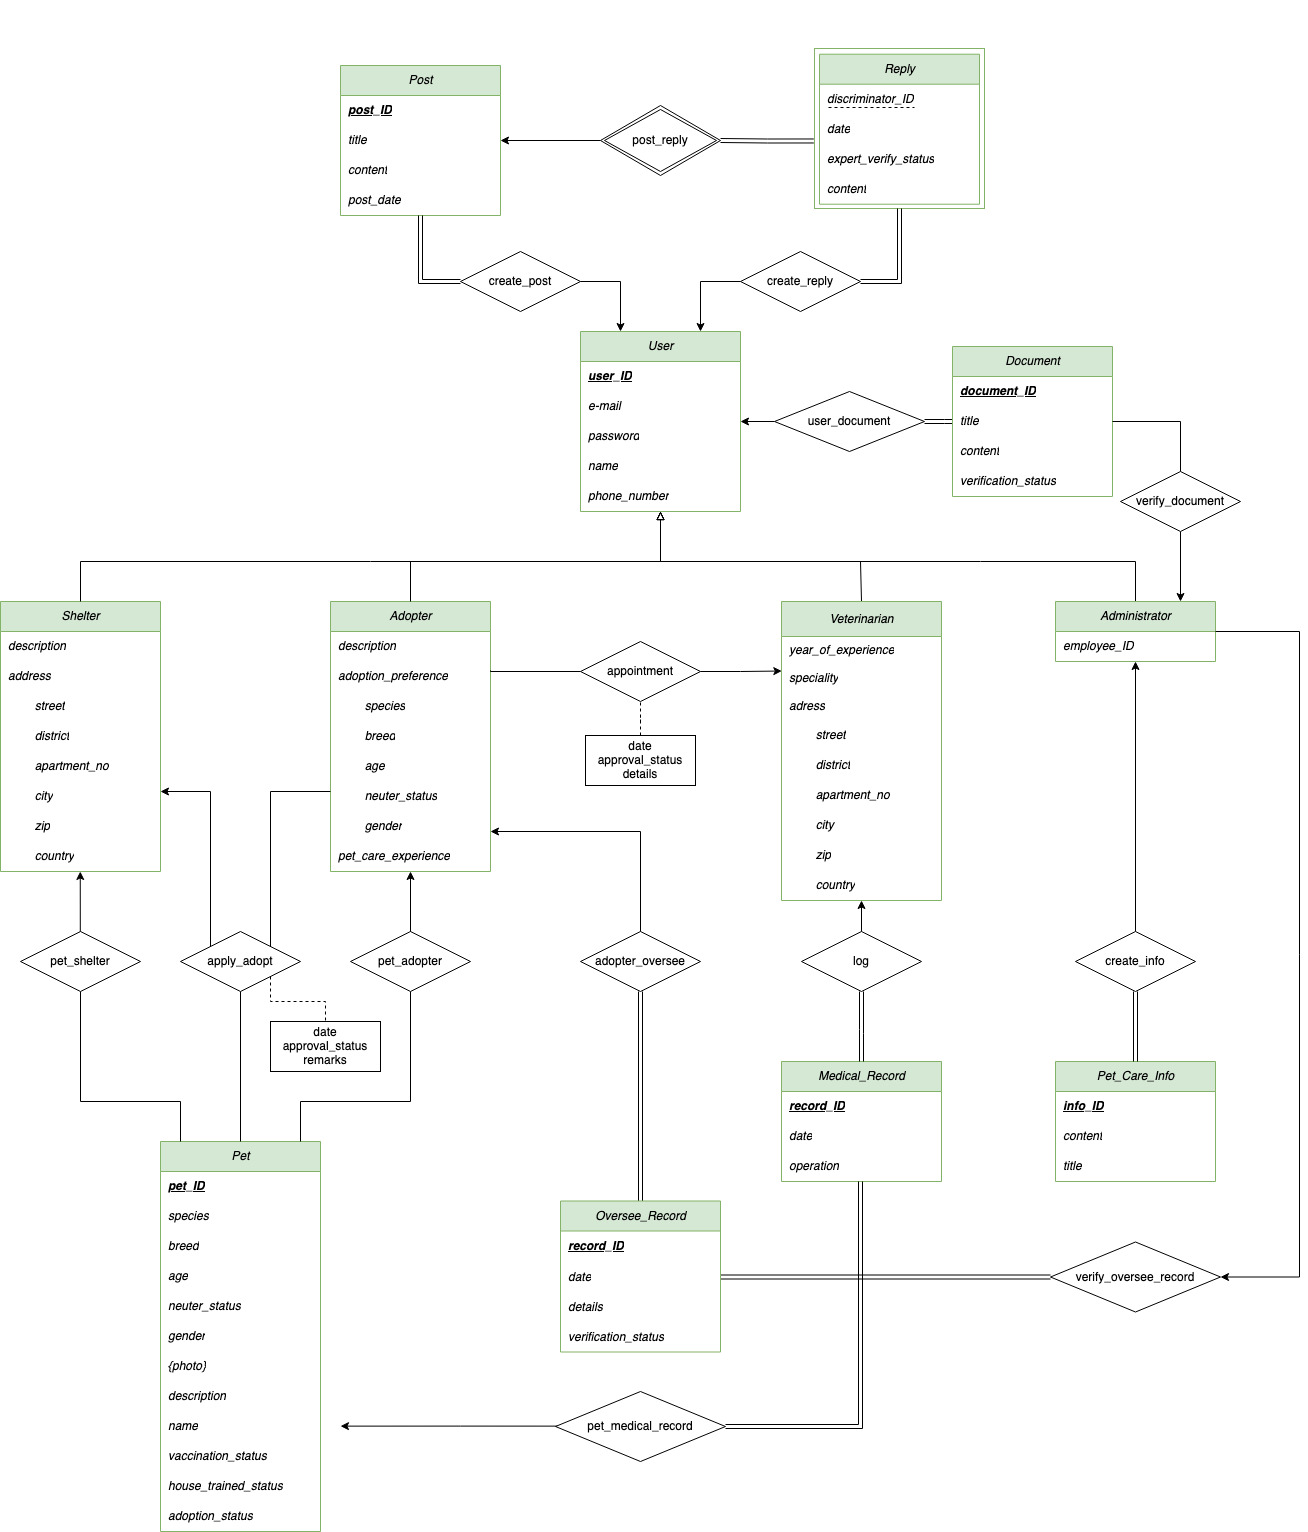 Post
post_ID
title
content
post_date
post_reply
Reply
discriminator_ID
date
expert_verify_status
content
create_post
create_reply
User
user_ID
e-mail
password
name
phone_number
user_document
Document
document_ID
title
content
verification_status
verify_document
Shelter
description
address
street
district
apartment_no
city
zip
country
Adopter
description
adoption_preference
species
breed
age
neuter_status
gender
pet_care_experience
appointment
date
approval_status
details
Veterinarian
year_of_experience
speciality
adress
street
district
apartment_no
city
zip
country
Administrator
employee_ID
pet_shelter
apply_adopt
pet_adopter
adopter_oversee
log
create_info
date
approval_status
remarks
Medical_Record
record_ID
date
operation
Pet_Care_Info
info_ID
content
title
Pet
pet_ID
species
breed
age
neuter_status
gender
{photo}
description
name
vaccination_status
house_trained_status
adoption_status
Oversee_Record
record_ID
date
details
verification_status
verify_oversee_record
pet_medical_record